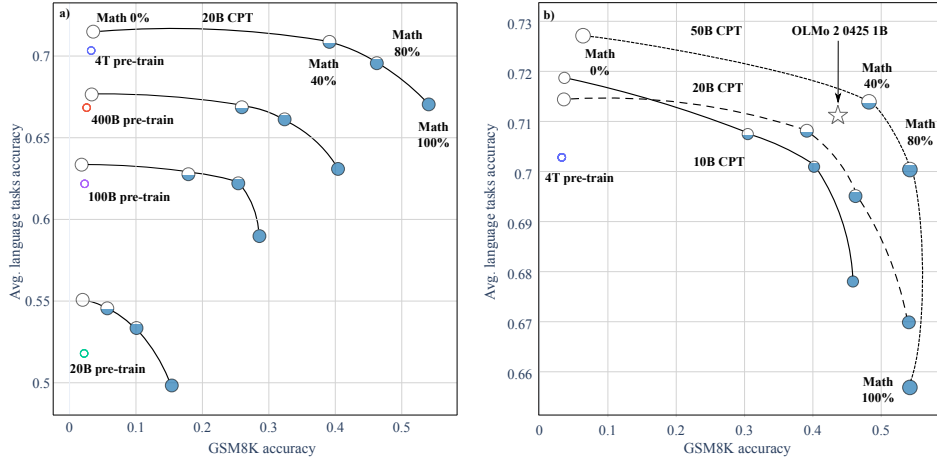 a)
Math 0%
20B CPT
Math
80%
4T pre-train
Math
40%
Math
100%
400B pre-train
100B pre-train
20B pre-train
0.7
0.65
0.6
0.55
0.5
Avg. language tasks accuracy
0
0.1
0.2
0.3
0.4
0.5
GSM8K accuracy
b)
50B CPT
OLMo 2 0425 1B
Math
0%
Math
40%
20B CPT
Math
80%
10B CPT
4T pre-train
Math
100%
0.73
0.72
0.71
0.7
0.69
0.68
0.67
0.66
Avg. language tasks accuracy
0
0.1
0.2
0.3
0.4
0.5
GSM8K accuracy